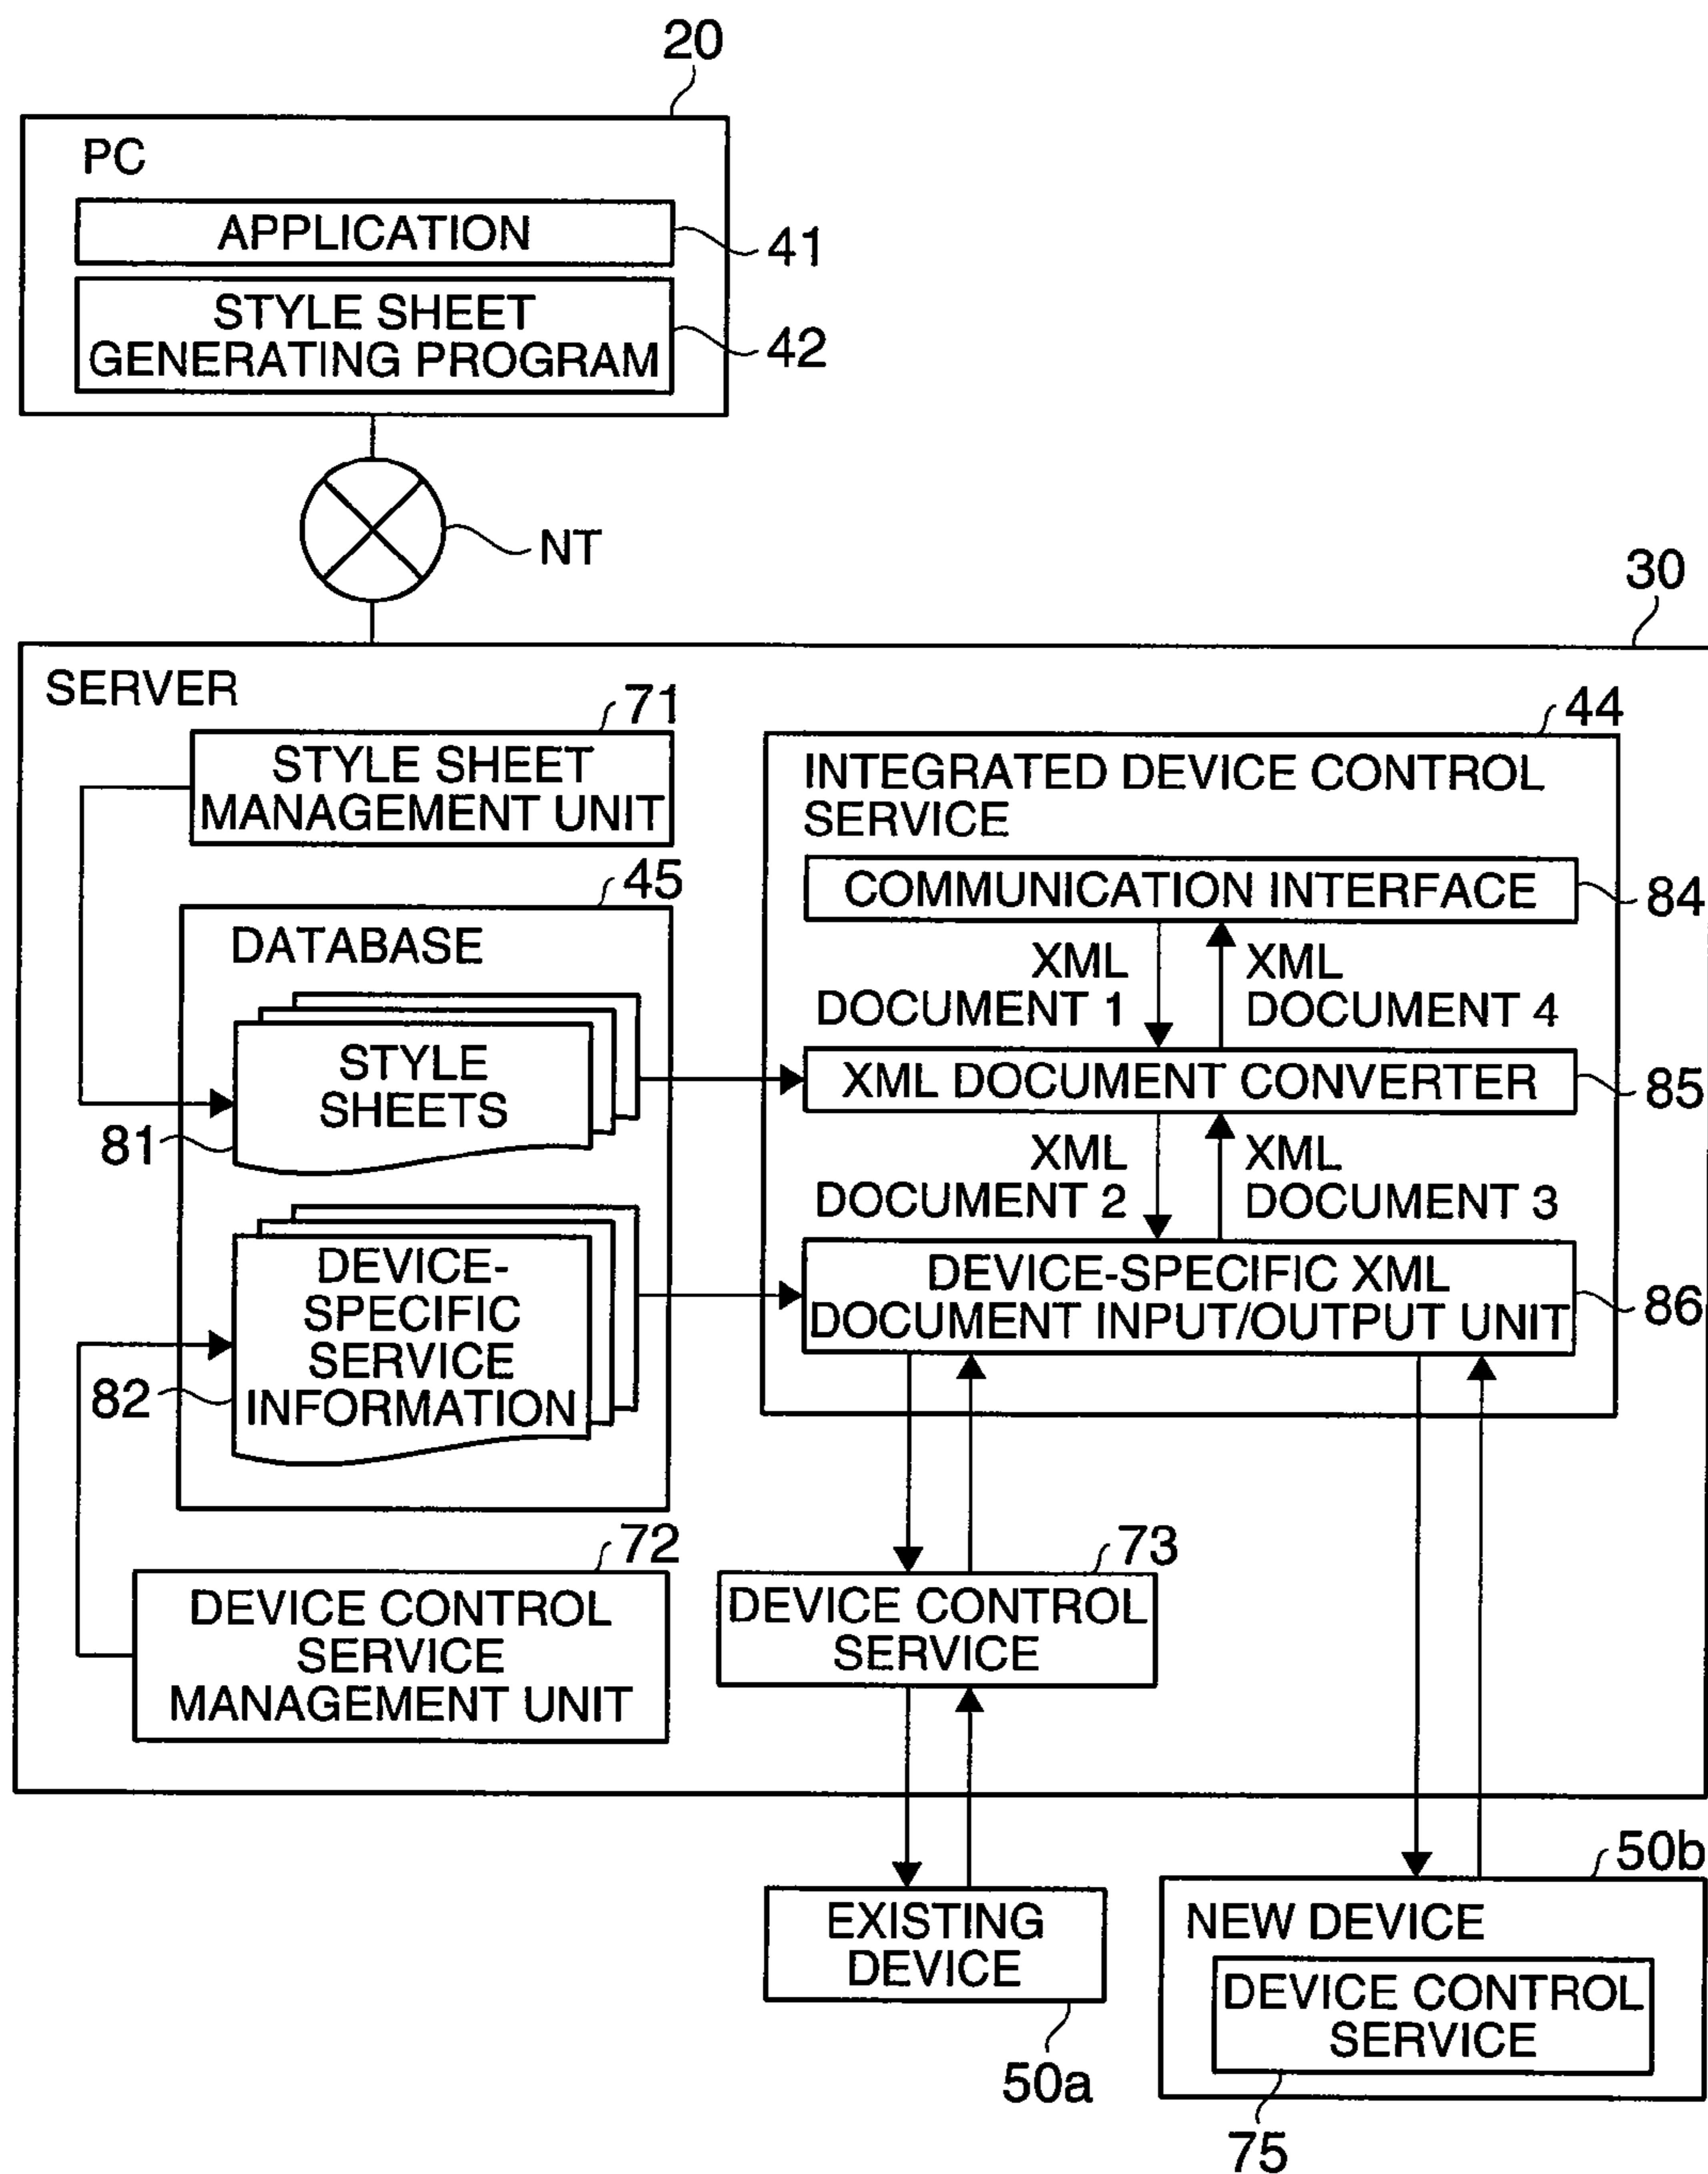 20
PC
APPLICATION
41
STYLE SHEET
GENERATING PROGRAM
42
NT
30
SERVER
71
STYLE SHEET
MANAGEMENT UNIT
45
DATABASE
STYLE
SHEETS
81
DEVICE-
SPECIFIC
SERVICE
INFORMATION
82
72
DEVICE CONTROL
SERVICE
MANAGEMENT UNIT
44
INTEGRATED DEVICE CONTROL
SERVICE
COMMUNICATION INTERFACE
84
XML
DOCUMENT 1
XML
DOCUMENT 4
XML DOCUMENT CONVERTER
85
XML
DOCUMENT 2
XML
DOCUMENT 3
DEVICE-SPECIFIC XML
DOCUMENT INPUT/OUTPUT UNIT
86
73
DEVICE CONTROL
SERVICE
EXISTING
DEVICE
50a
50b
NEW DEVICE
DEVICE CONTROL
SERVICE
75